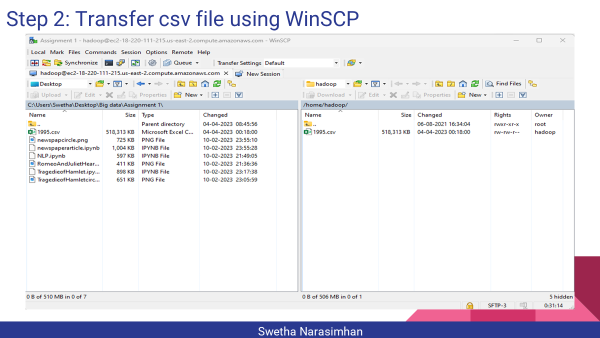 Step 2: Transfer csv file using WinSCP
Assignment 1 - hadoop@ec2-18-220-111-215.us-east-2.compute.amazonaws.com - WinSCP
Local Mark Files Commands Session Options Remote Help
Synchronize Queue Transfer Settings Default
hadoop@ec2-18-220-111-215.us-east-2.compute.amazonaws.com × New Session
Desktop hadoop Find Files
Upload Edit Properties New Download Edit Properties New
C:\Users\Swetha\Desktop\Big data\Assignment 1\ /home/hadoop/
Name Size Type Changed Name Size Changed Rights Owner
.. Parent directory 04-04-2023 08:45:56 .. 06-08-2021 16:34:04 rwxr-xr-x root
1995.csv 518,313 KB Microsoft Excel C... 04-04-2023 00:18:00 1995.csv 518,313 KB 04-04-2023 00:18:00 rw-rw-r-- hadoop
newspapcircle.png 725 KB PNG File 10-02-2023 23:55:10
newspaperarticle.ipynb 1,004 KB IPYNB File 10-02-2023 23:55:28
NLP.ipynb 597 KB IPYNB File 10-02-2023 21:49:05
RomeoAndJulietHear... 411 KB PNG File 10-02-2023 21:36:36
TragedieofHamlet.ipy... 898 KB IPYNB File 10-02-2023 23:17:38
TragedieofHamletcirc... 651 KB PNG File 10-02-2023 23:05:59
0 B of 510 MB in 0 of 7 0 B of 506 MB in 0 of 1 5 hidden
SFTP-3 0:31:14
Swetha Narasimhan